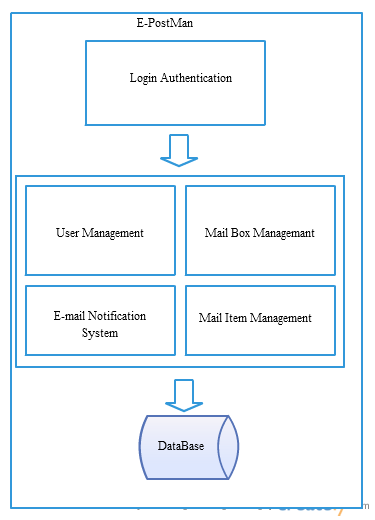 E-PostMan
Login Authentication
User Management
Mail Box Managemant
E-mail Notification
System
Mail Item Management
DataBase